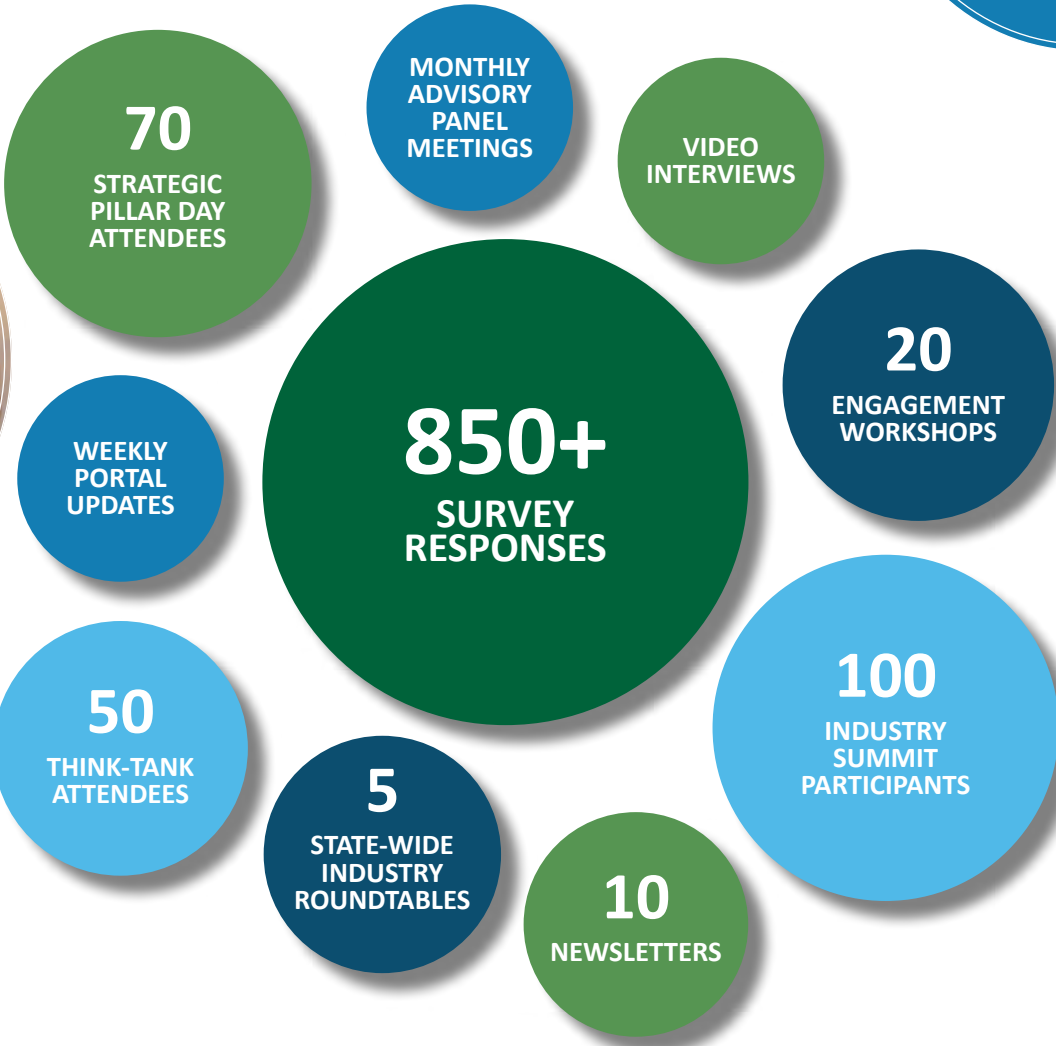 70
STRATEGIC
PILLAR DAY
ATTENDEES
MONTHLY
ADVISORY
PANEL
MEETINGS
VIDEO
INTERVIEWS
20
ENGAGEMENT
WORKSHOPS
850+
SURVEY
RESPONSES
WEEKLY
PORTAL
UPDATES
50
THINK-TANK
ATTENDEES
5
STATE-WIDE
INDUSTRY
ROUNDTABLES
10
NEWSLETTERS
100
INDUSTRY
SUMMIT
PARTICIPANTS